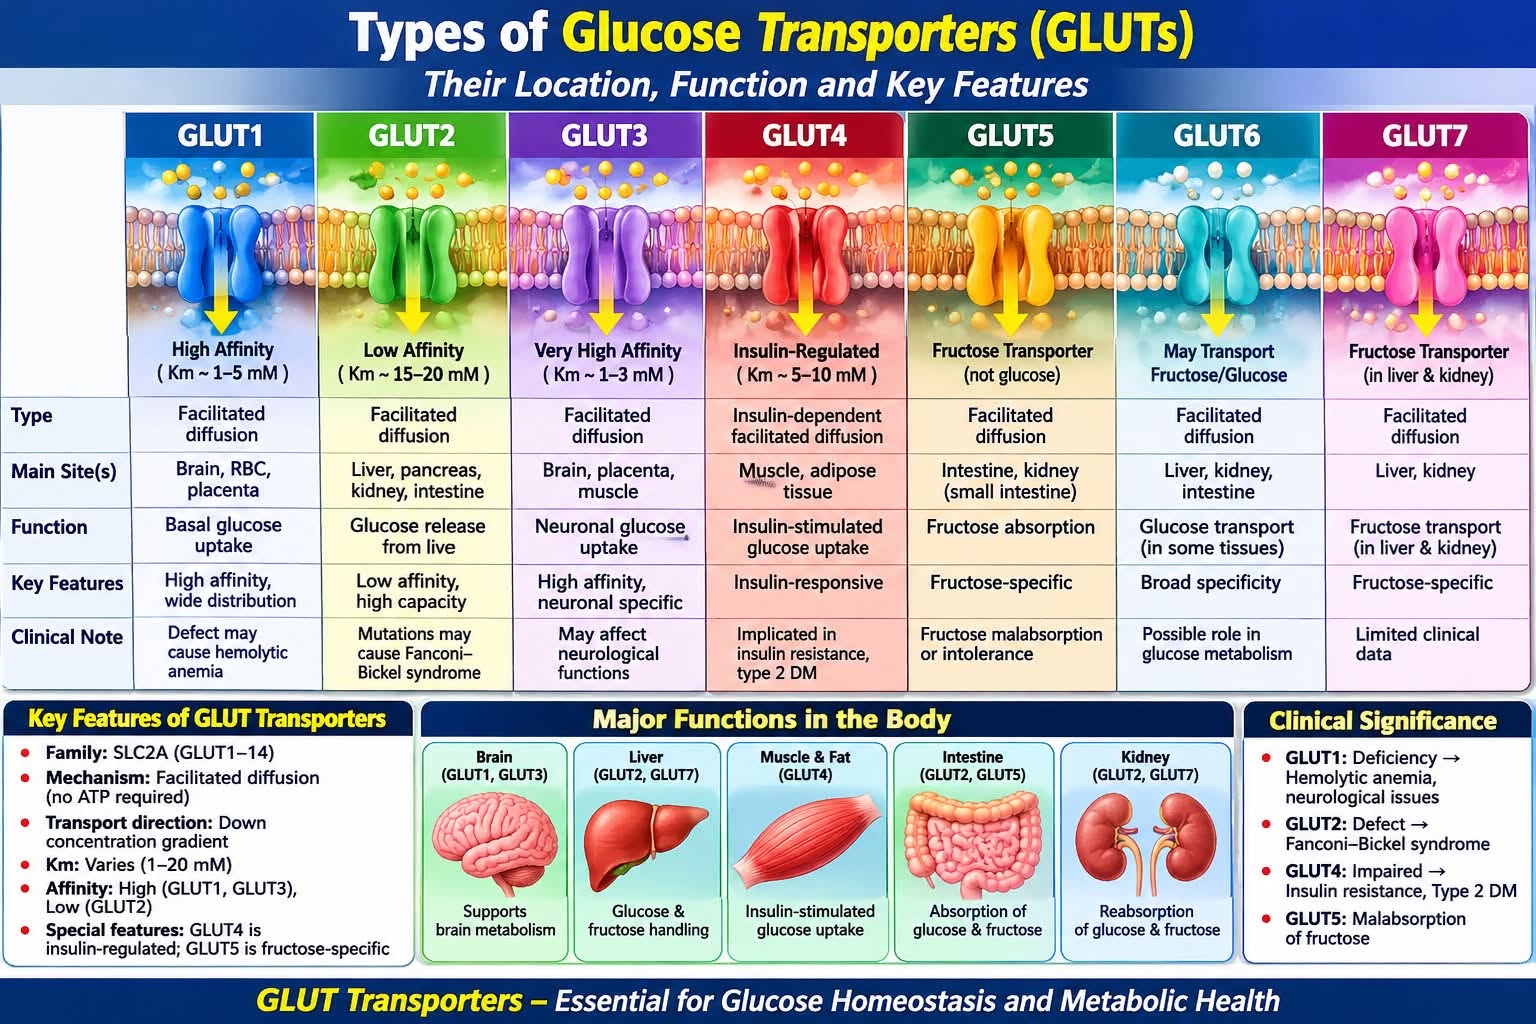 Types of Glucose Transporters (GLUTs)
Their Location, Function and Key Features
GLUT1
GLUT2
GLUT3
GLUT4
GLUT5
GLUT6
GLUT7
High Affinity
( Km ~ 1–5 mM )
Low Affinity
( Km ~ 15–20 mM )
Very High Affinity
( Km ~ 1–3 mM )
Insulin-Regulated
( Km ~ 5–10 mM )
Fructose Transporter
(not glucose)
May Transport
Fructose/Glucose
Fructose Transporter
(in liver & kidney)
Type
Facilitated
diffusion
Facilitated
diffusion
Facilitated
diffusion
Insulin-dependent
facilitated diffusion
Facilitated
diffusion
Facilitated
diffusion
Facilitated
diffusion
Main Site(s)
Brain, RBC,
placenta
Liver, pancreas,
kidney, intestine
Brain, placenta,
muscle
Muscle, adipose
tissue
Intestine, kidney
(small intestine)
Liver, kidney,
intestine
Liver, kidney
Function
Basal glucose
uptake
Glucose release
from live
Neuronal glucose
uptake
Insulin-stimulated
glucose uptake
Fructose absorption
Glucose transport
(in some tissues)
Fructose transport
(in liver & kidney)
Key Features
High affinity,
wide distribution
Low affinity,
high capacity
High affinity,
neuronal specific
Insulin-responsive
Fructose-specific
Broad specificity
Fructose-specific
Clinical Note
Defect may
cause hemolytic
anemia
Mutations may
cause Fanconi–
Bickel syndrome
May affect
neurological
functions
Implicated in
insulin resistance,
type 2 DM
Fructose malabsorption
or intolerance
Possible role in
glucose metabolism
Limited clinical
data
Key Features of GLUT Transporters
• Family: SLC2A (GLUT1–14)
• Mechanism: Facilitated diffusion
(no ATP required)
• Transport direction: Down
concentration gradient
• Km: Varies (1–20 mM)
• Affinity: High (GLUT1, GLUT3),
Low (GLUT2)
• Special features: GLUT4 is
insulin-regulated; GLUT5 is fructose-specific
Major Functions in the Body
Brain
(GLUT1, GLUT3)
Supports
brain metabolism
Liver
(GLUT2, GLUT7)
Glucose &
fructose handling
Muscle & Fat
(GLUT4)
Insulin-stimulated
glucose uptake
Intestine
(GLUT2, GLUT5)
Absorption of
glucose & fructose
Kidney
(GLUT2, GLUT7)
Reabsorption
of glucose & fructose
Clinical Significance
• GLUT1: Deficiency →
Hemolytic anemia,
neurological issues
• GLUT2: Defect →
Fanconi–Bickel syndrome
• GLUT4: Impaired →
Insulin resistance, Type 2 DM
• GLUT5: Malabsorption
of fructose
GLUT Transporters – Essential for Glucose Homeostasis and Metabolic Health